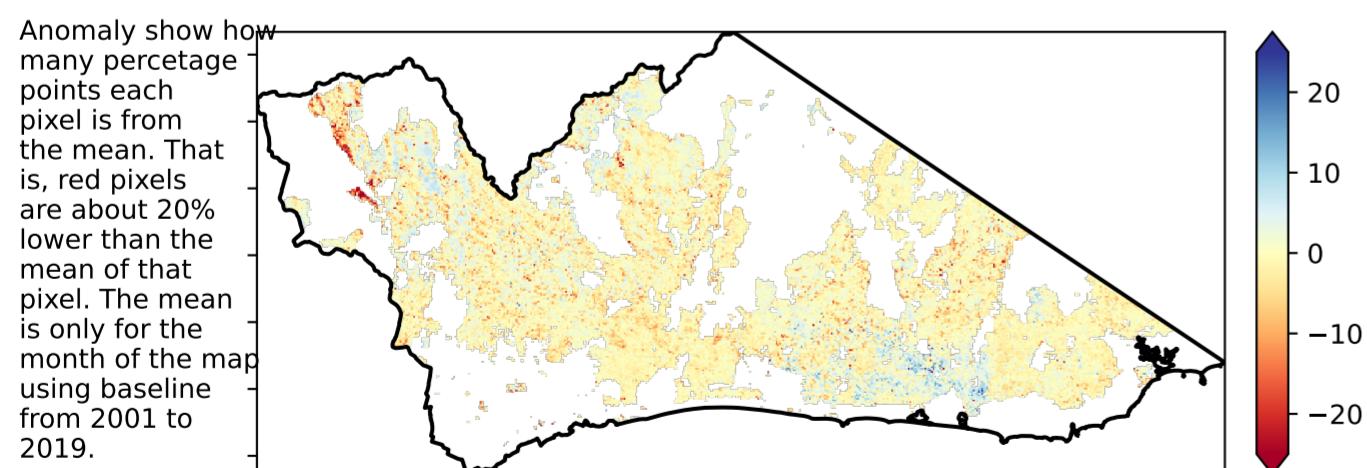 Anomaly show how
many percetage
points each
pixel is from
the mean. That
is, red pixels
are about 20%
lower than the
mean of that
pixel. The mean
is only for the
month of the map
using baseline
from 2001 to
2019.
20
10
0
−10
−20